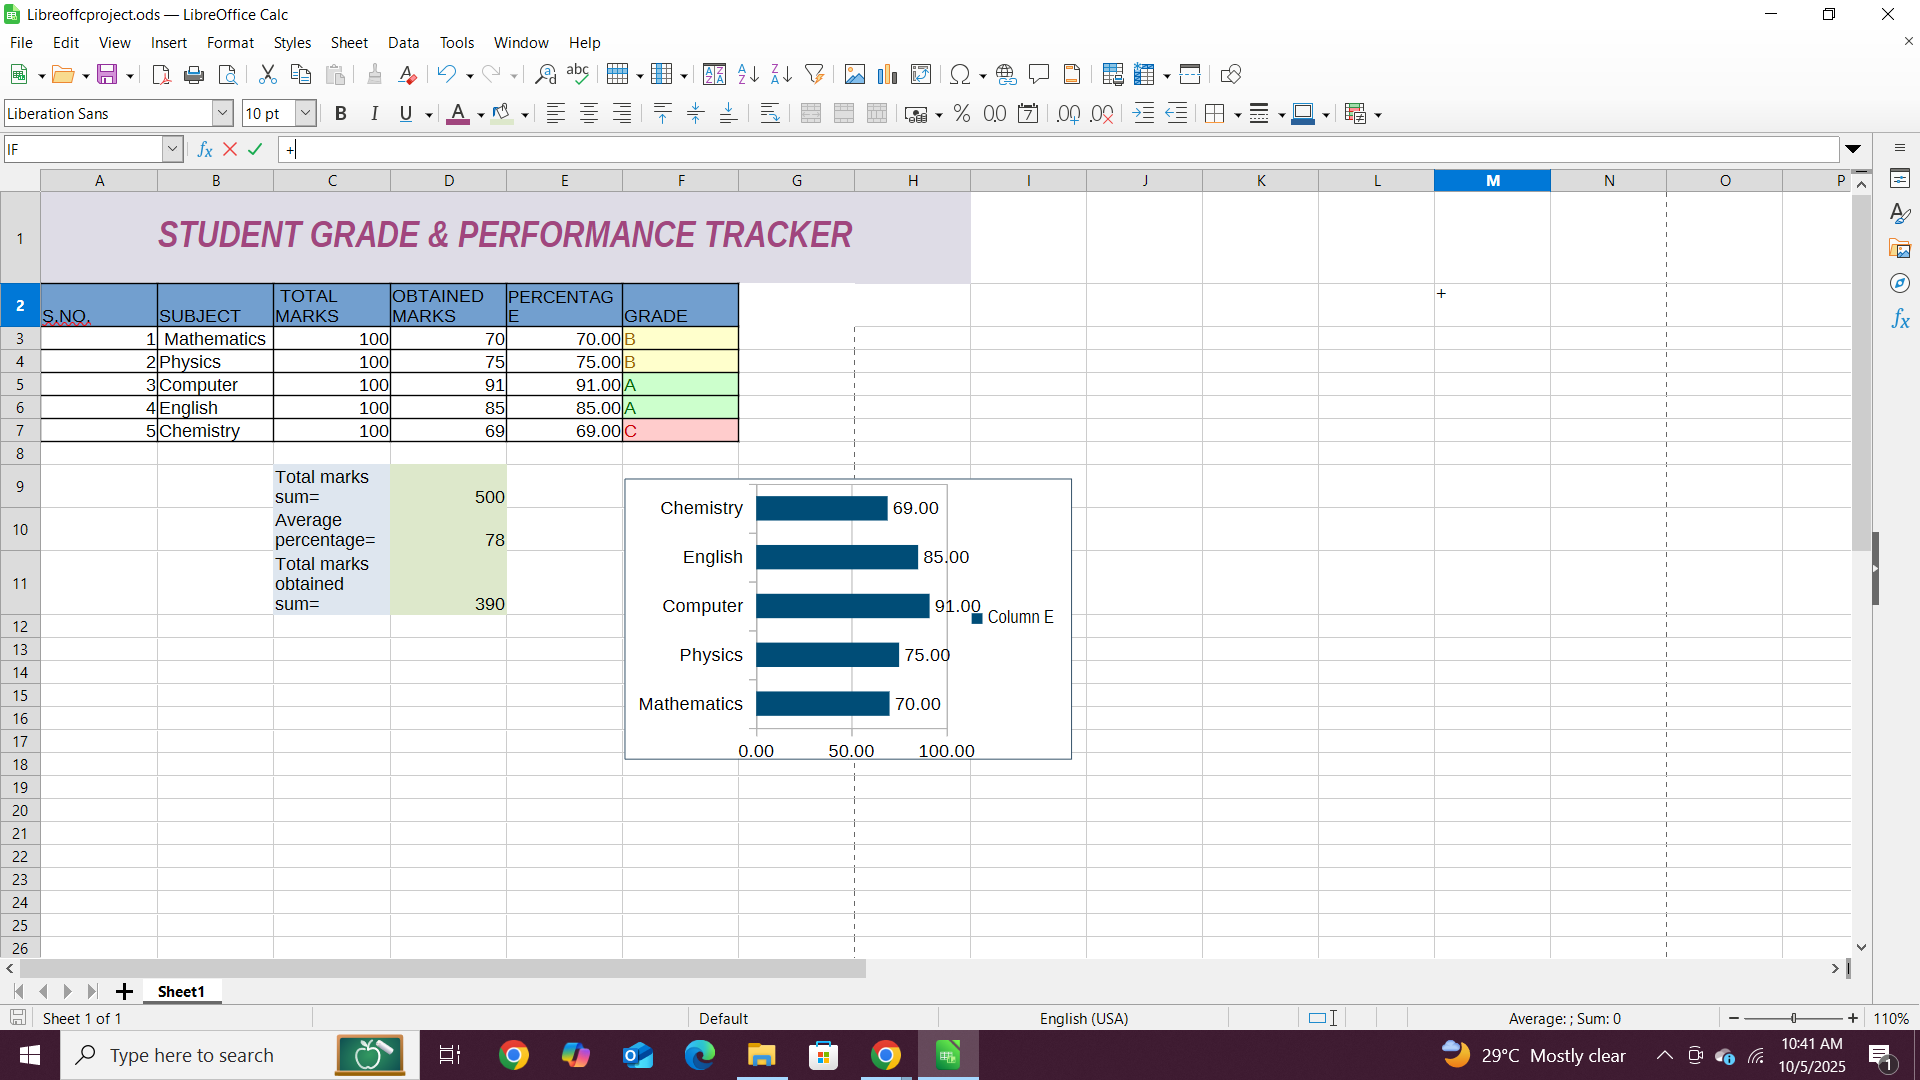 Libreoffcproject.ods — LibreOffice Calc
File Edit View Insert Format Styles Sheet Data Tools Window Help
Liberation Sans 10 pt
IF +
A B C D E F G H I J K L M N O P
1 STUDENT GRADE & PERFORMANCE TRACKER
2 S.NO. SUBJECT TOTAL MARKS OBTAINED MARKS PERCENTAGE GRADE +
3 1 Mathematics 100 70 70.00 B
4 2 Physics 100 75 75.00 B
5 3 Computer 100 91 91.00 A
6 4 English 100 85 85.00 A
7 5 Chemistry 100 69 69.00 C
8
9 Total marks sum= 500
10 Average percentage= 78
11 Total marks obtained sum= 390
12
13
14
15
16
17
18
19
20
21
22
23
24
25
26
Chemistry 69.00
English 85.00
Computer 91.00
Column E
Physics 75.00
Mathematics 70.00
0.00 50.00 100.00
Sheet1
Sheet 1 of 1 Default English (USA) Average: ; Sum: 0 110%
Type here to search 29°C Mostly clear 10:41 AM
10/5/2025
1